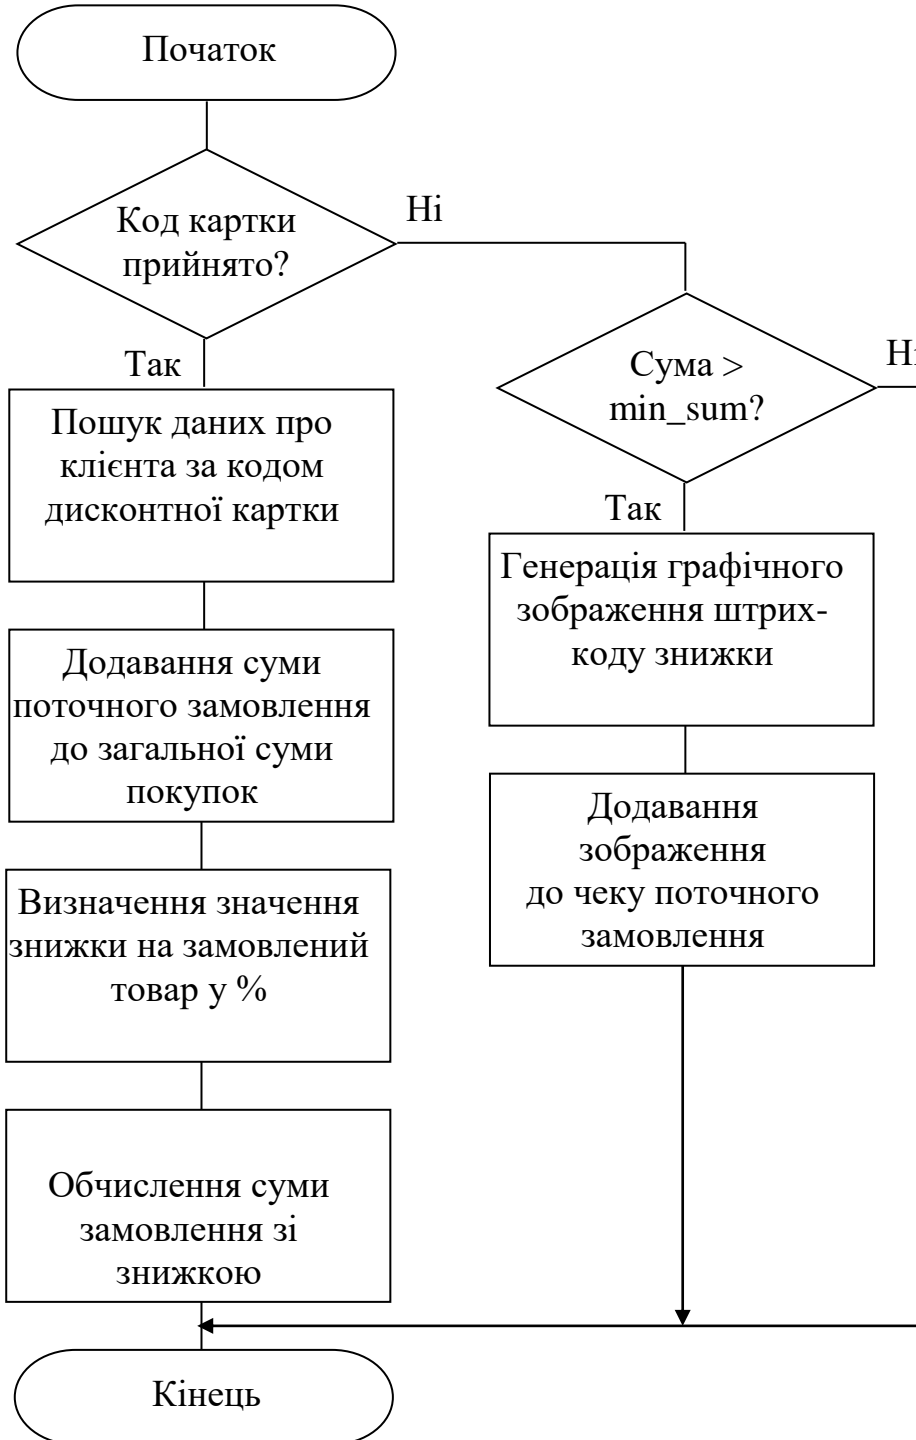 Початок
Код картки
прийнято?
Ні
Так
Сума >
min_sum?
Ні
Так
Пошук даних про
клієнта за кодом
дисконтної картки
Додавання суми
поточного замовлення
до загальної суми
покупок
Визначення значення
знижки на замовлений
товар у %
Обчислення суми
замовлення зі
знижкою
Генерація графічного
зображення штрих-
коду знижки
Додавання
зображення
до чеку поточного
замовлення
Кінець